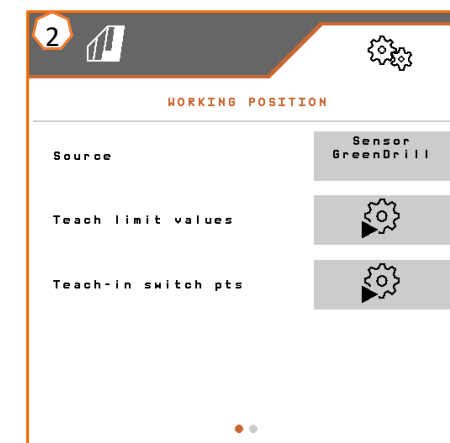 2
WORKING POSITION
Source
Sensor
GreenDrill
Teach limit values
Teach-in switch pts